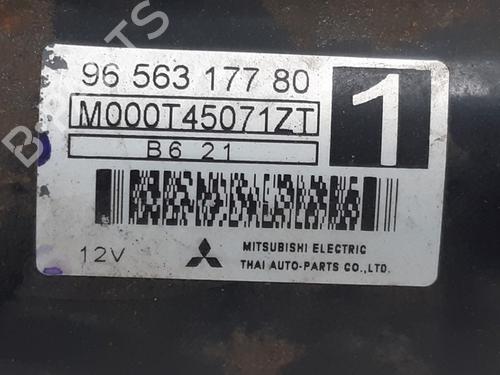 96 563 177 80
M000T45071ZT
B6 21
1
12V
MITSUBISHI ELECTRIC
THAI AUTO-PARTS CO.,LTD.